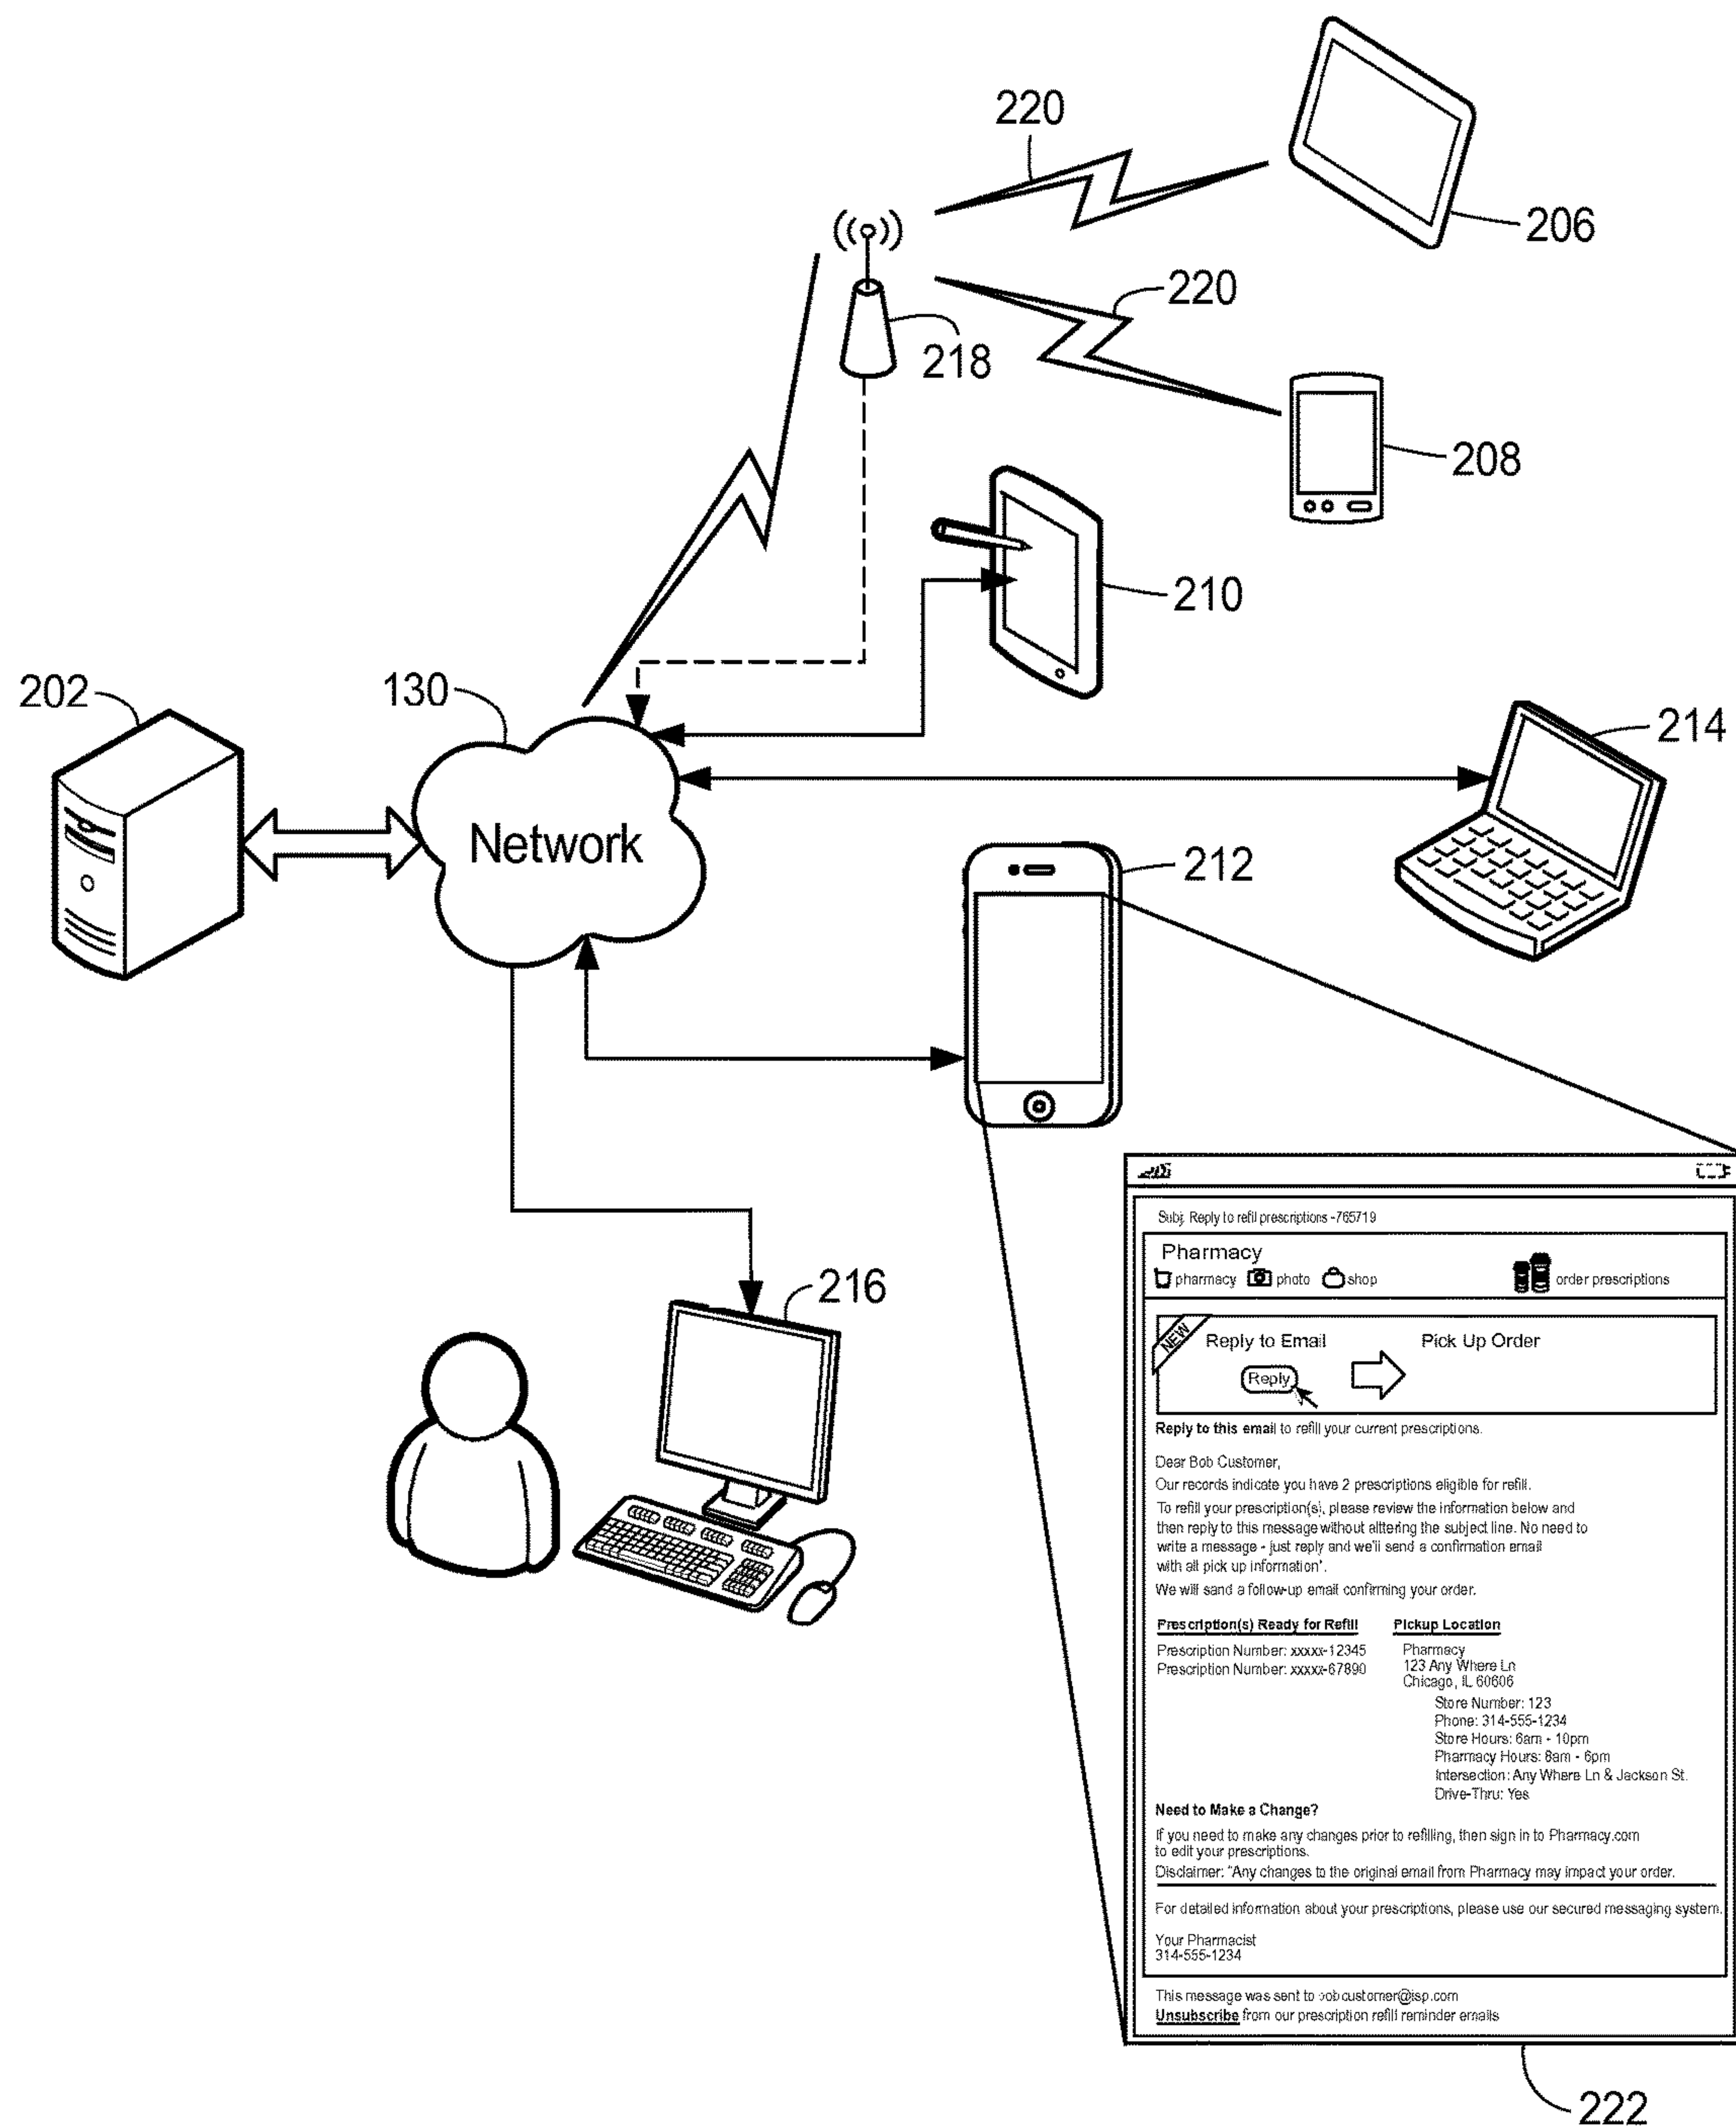 220
206
220
218
208
210
202
130
214
Network
212
216
Subj: Reply to refill prescriptions -765719
Pharmacy
pharmacy photo shop order prescriptions
NEW
Reply to Email Pick Up Order
Reply
Reply to this email to refill your current prescriptions.
Dear Bob Customer,
Our records indicate you have 2 prescriptions eligible for refill.
To refill your prescription(s), please review the information below and
then reply to this message without altering the subject line. No need to
write a message - just reply and we'll send a confirmation email
with all pick up information*.
We will sand a follow-up email confirming your order.
Prescription(s) Ready for Refill
Prescription Number: xxxxx-12345
Prescription Number: xxxxx-67890
Pickup Location
Pharmacy
123 Any Where Ln
Chicago, IL 60606
Store Number: 123
Phone: 314-555-1234
Store Hours: 6am - 10pm
Pharmacy Hours: 8am - 6pm
Intersection: Any Where Ln & Jackson St.
Drive-Thru: Yes
Need to Make a Change?
If you need to make any changes prior to refilling, then sign in to Pharmacy.com
to edit your prescriptions.
Disclaimer: *Any changes to the original email from Pharmacy may impact your order.
For detailed information about your prescriptions, please use our secured messaging system.
Your Pharmacist
314-555-1234
This message was sent to bobcustomer@isp.com
Unsubscribe from our prescription refill reminder emails
222